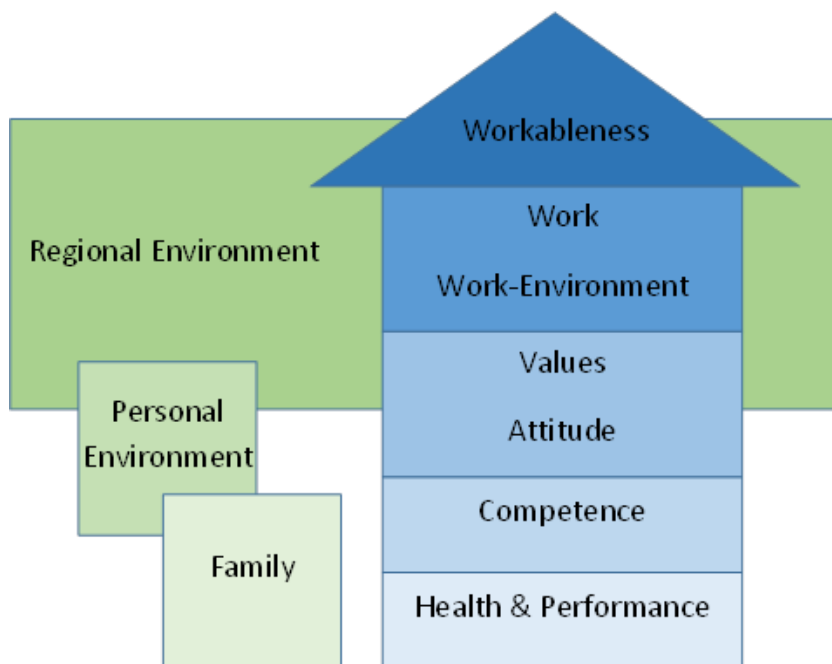 Workableness
Work
Regional Environment
Work-Environment
Values
Personal
Environment
Attitude
Competence
Family
Health & Performance